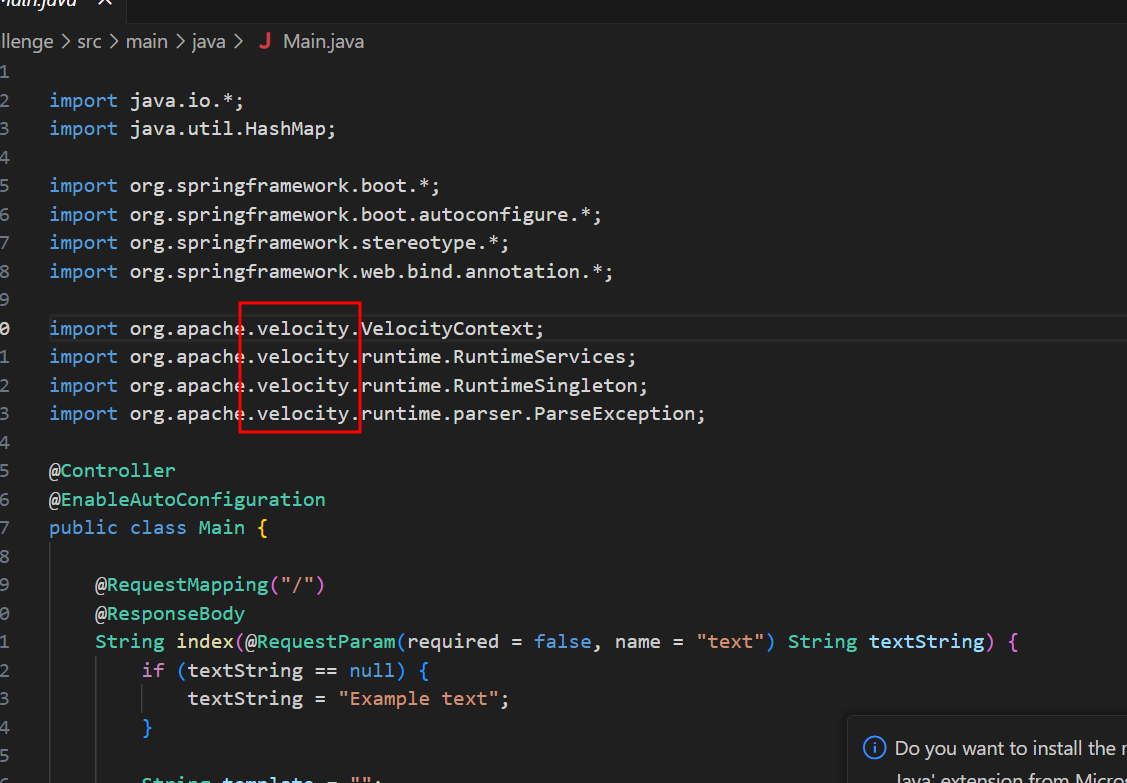 Main.java
llenge > src > main > java > J Main.java
1
2 import java.io.*;
3 import java.util.HashMap;
4
5 import org.springframework.boot.*;
6 import org.springframework.boot.autoconfigure.*;
7 import org.springframework.stereotype.*;
8 import org.springframework.web.bind.annotation.*;
9
0 import org.apache.velocity.VelocityContext;
1 import org.apache.velocity.runtime.RuntimeServices;
2 import org.apache.velocity.runtime.RuntimeSingleton;
3 import org.apache.velocity.runtime.parser.ParseException;
4
5 @Controller
6 @EnableAutoConfiguration
7 public class Main {
8
9 @RequestMapping("/")
0 @ResponseBody
1 String index(@RequestParam(required = false, name = "text") String textString) {
2 if (textString == null) {
3 textString = "Example text";
4 }
5
6 String template = "";
Do you want to install the
Java' extension from Micros